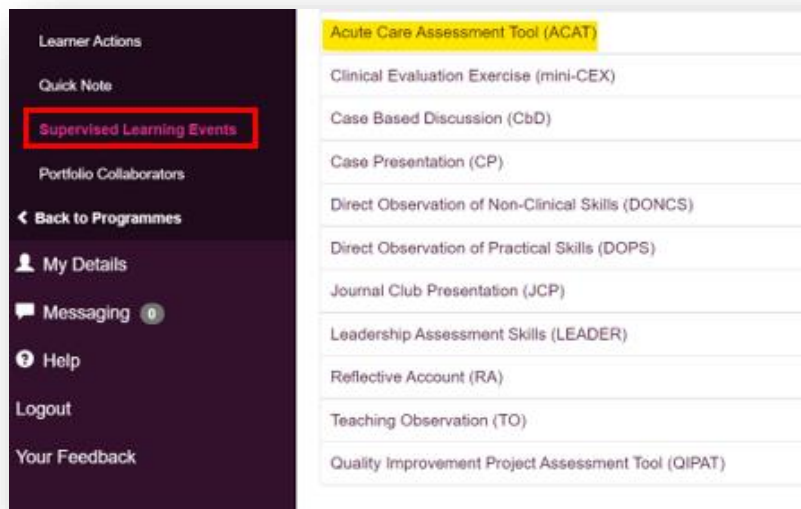 Learner Actions
Quick Note
Supervised Learning Events
Portfolio Collaborators
Back to Programmes
My Details
Messaging 0
Help
Logout
Your Feedback
Acute Care Assessment Tool (ACAT)
Clinical Evaluation Exercise (mini-CEX)
Case Based Discussion (CbD)
Case Presentation (CP)
Direct Observation of Non-Clinical Skills (DONCS)
Direct Observation of Practical Skills (DOPS)
Journal Club Presentation (JCP)
Leadership Assessment Skills (LEADER)
Reflective Account (RA)
Teaching Observation (TO)
Quality Improvement Project Assessment Tool (QIPAT)